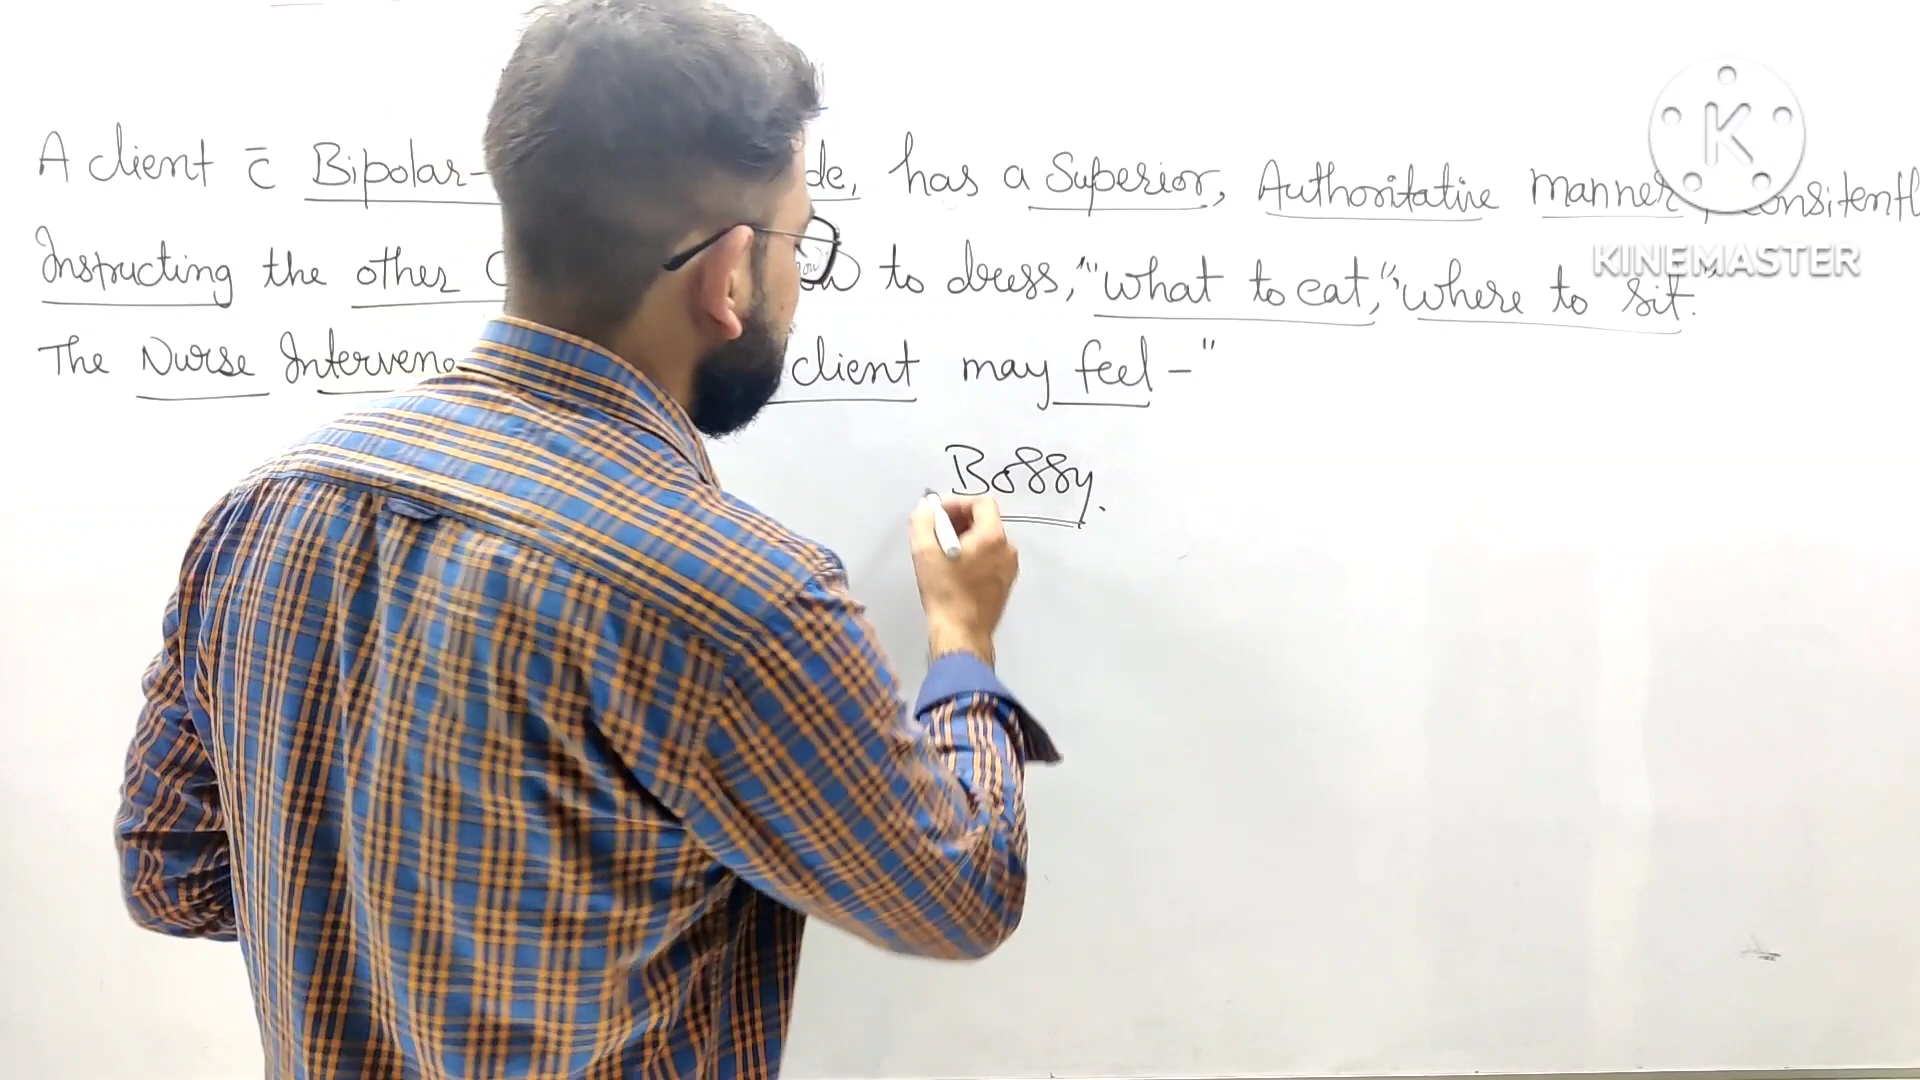 A client c̄ Bipolar- de, has a Superior, Authoritative manner, Consitentl
Instructing the other to dress," "what to eat," "where to sit."
The Nurse Interven client may feel - "
Bossy.
K
KINEMASTER